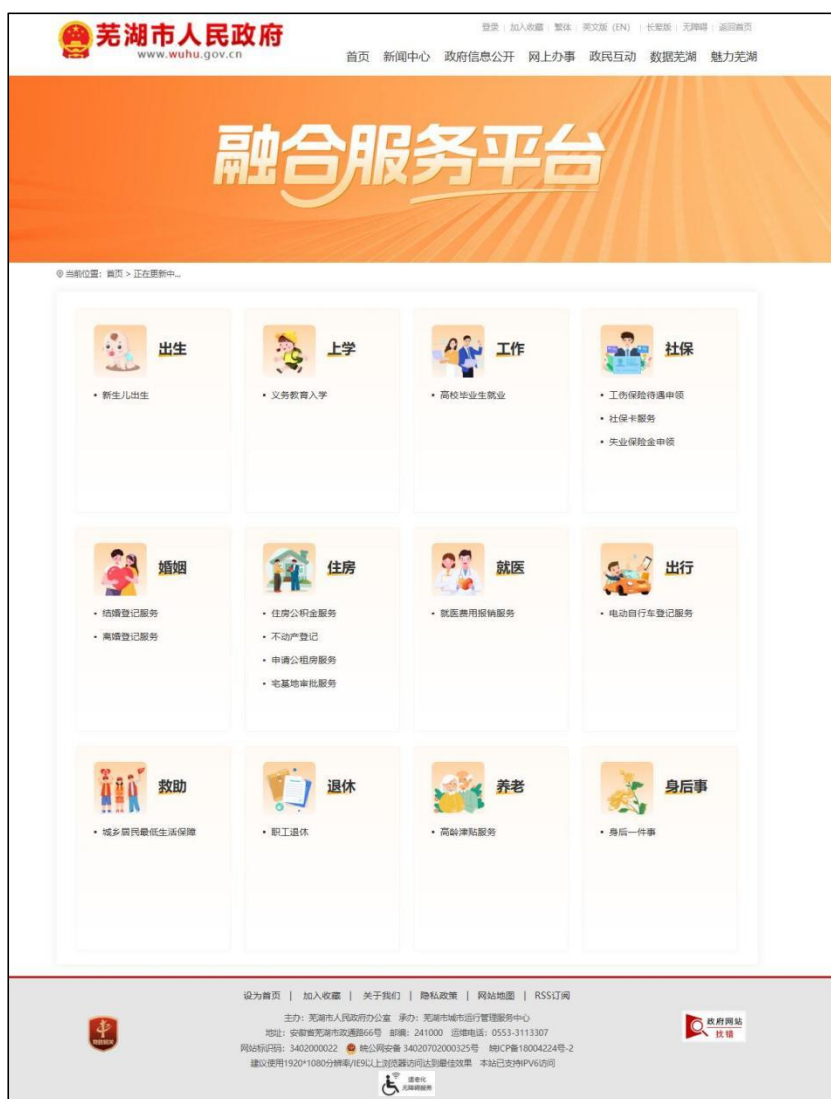 芜湖市人民政府
www.wuhu.gov.cn
登录 | 加入收藏 | 繁体 | 英文版 (EN) | 长辈版 | 无障碍 | 返回首页
首页 新闻中心 政府信息公开 网上办事 政民互动 数据芜湖 魅力芜湖
融合服务平台
当前位置：首页 > 正在更新中...
出生 上学 工作 社保
• 新生儿出生 • 义务教育入学 • 高校毕业生就业 • 工伤保险待遇申领
• 社保卡服务
• 失业保险金申领
婚姻 住房 就医 出行
• 结婚登记服务 • 住房公积金服务 • 就医费用报销服务 • 电动自行车登记服务
• 离婚登记服务 • 不动产登记
• 申请公租房服务
• 宅基地审批服务
救助 退休 养老 身后事
• 城乡居民最低生活保障 • 职工退休 • 高龄津贴服务 • 身后一件事
设为首页 | 加入收藏 | 关于我们 | 隐私政策 | 网站地图 | RSS订阅
主办：芜湖市人民政府办公室 承办：芜湖市城市运行管理服务中心
地址：安徽省芜湖市政通路66号 邮编：241000 运维电话：0553-3113307
网站标识码：3402000022 皖公网安备 34020702000325号 皖ICP备18004224号-2
建议使用1920*1080分辨率/IE9以上浏览器访问达到最佳效果 本站已支持IPV6访问
党政机关
政府网站
找错
适老化
无障碍服务